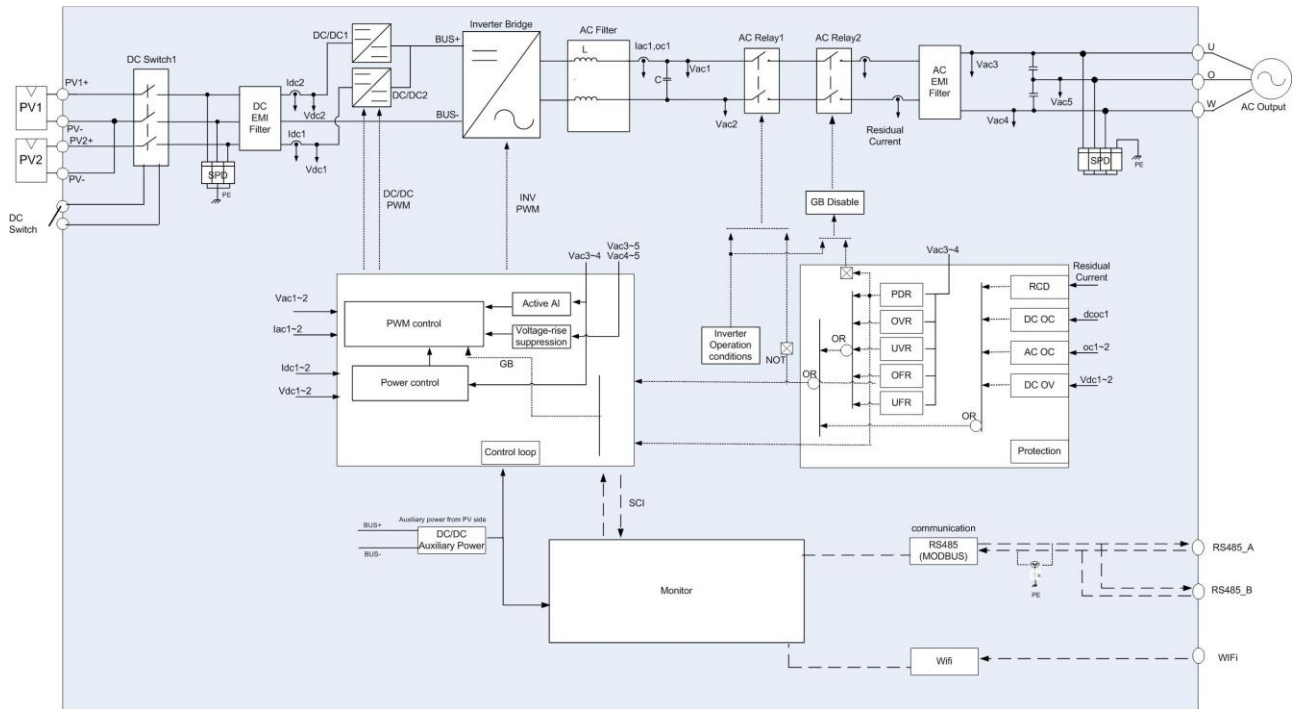 Inverter Bridge
AC Filter
DC/DC1
BUS+
L
Iac1,oc1
AC Relay1
AC Relay2
DC Switch1
Vac1
Vac3
U
PV1+
PV1
Idc2
Vdc2
DC/DC2
C
AC
EMI
Filter
O
Vac5
DC
EMI
Filter
PV-
BUS-
Vac2
Vac4
W
AC Output
PV2+
Idc1
Residual
Current
PV2
Vdc1
SPD
PE
SPD
PE
PV-
DC
Switch
DC/DC
PWM
INV
PWM
GB Disable
Vac3~5
Vac3~4
Vac4~5
Vac3~4
Residual
Current
Vac1~2
PWM control
Active AI
PDR
RCD
Iac1~2
Voltage-rise
suppression
Inverter
Operation
conditions
OVR
DC OC
dcoc1
GB
NOT
OR
UVR
AC OC
oc1~2
Idc1~2
Power control
OR
OFR
DC OV
Vdc1~2
Vdc1~2
UFR
OR
Control loop
Protection
SCI
Auxiliary power from PV side
BUS+
DC/DC
Auxiliary Power
BUS-
communication
RS485
(MODBUS)
RS485_A
PE
Monitor
RS485_B
Wifi
WIFi